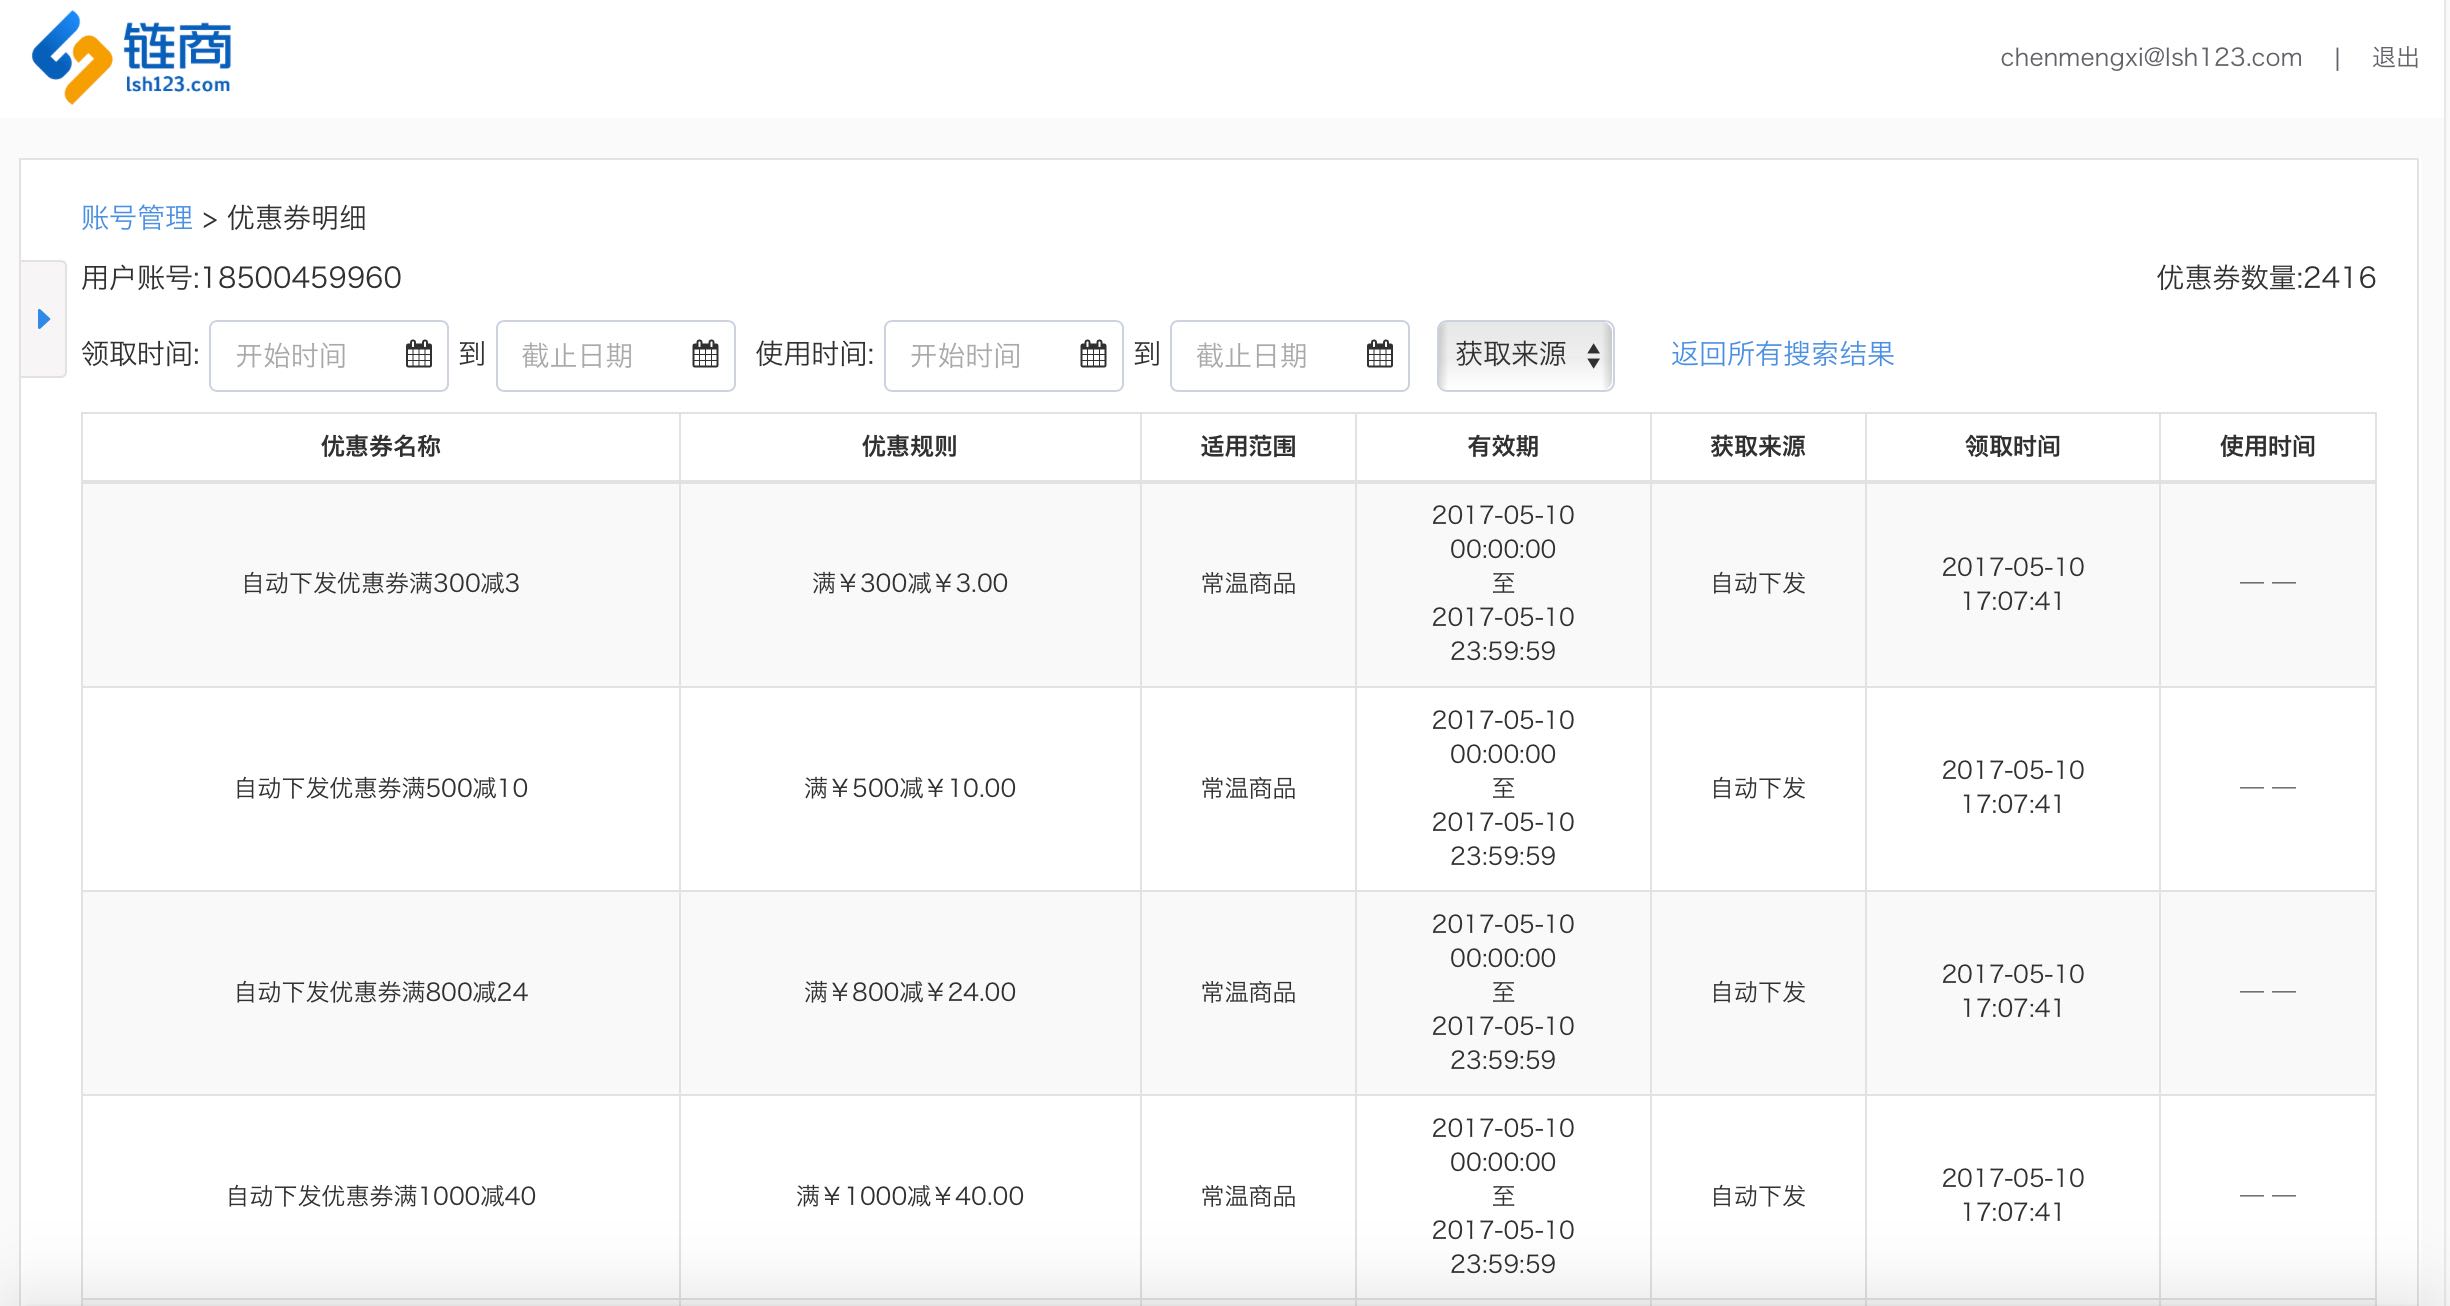 链商
lsh123.com
chenmengxi@lsh123.com | 退出
账号管理 > 优惠券明细
用户账号:18500459960
优惠券数量:2416
领取时间: 开始时间 到 截止日期 使用时间: 开始时间 到 截止日期 获取来源 返回所有搜索结果
优惠券名称 优惠规则 适用范围 有效期 获取来源 领取时间 使用时间
自动下发优惠券满300减3
满￥300减￥3.00
常温商品
2017-05-10
00:00:00
至
2017-05-10
23:59:59
自动下发
2017-05-10
17:07:41
— —
自动下发优惠券满500减10
满￥500减￥10.00
常温商品
2017-05-10
00:00:00
至
2017-05-10
23:59:59
自动下发
2017-05-10
17:07:41
— —
自动下发优惠券满800减24
满￥800减￥24.00
常温商品
2017-05-10
00:00:00
至
2017-05-10
23:59:59
自动下发
2017-05-10
17:07:41
— —
自动下发优惠券满1000减40
满￥1000减￥40.00
常温商品
2017-05-10
00:00:00
至
2017-05-10
23:59:59
自动下发
2017-05-10
17:07:41
— —